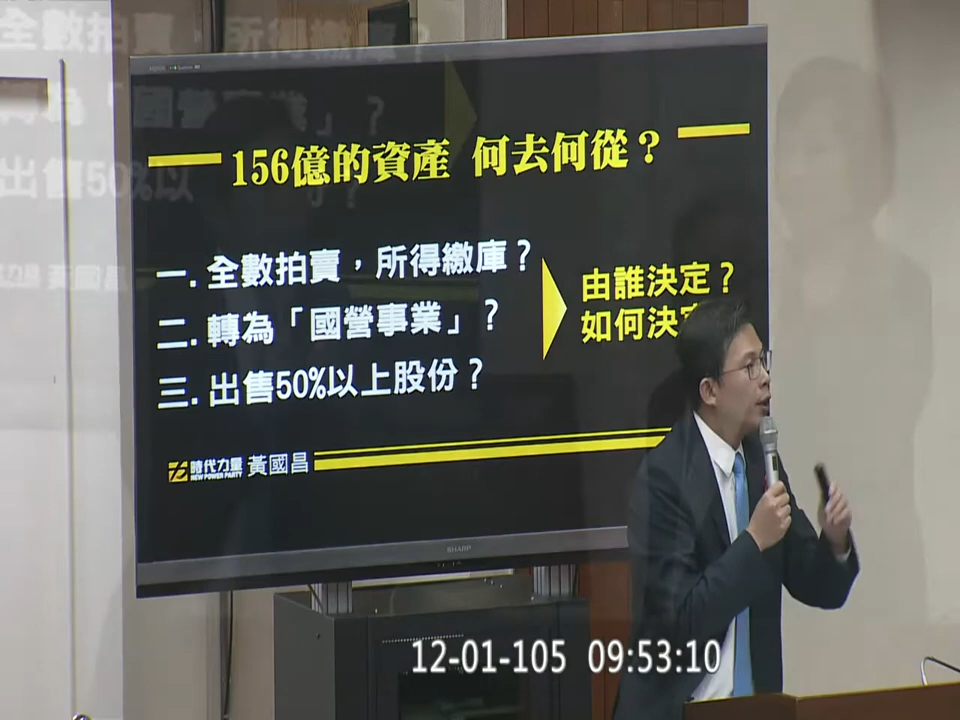 156億的資產 何去何從？
一. 全數拍賣，所得繳庫？
二. 轉為「國營事業」？
三. 出售50%以上股份？
由誰決定？
如何決定
時代力量 黃國昌
NEW POWER PARTY
SHARP
12-01-105 09:53:10